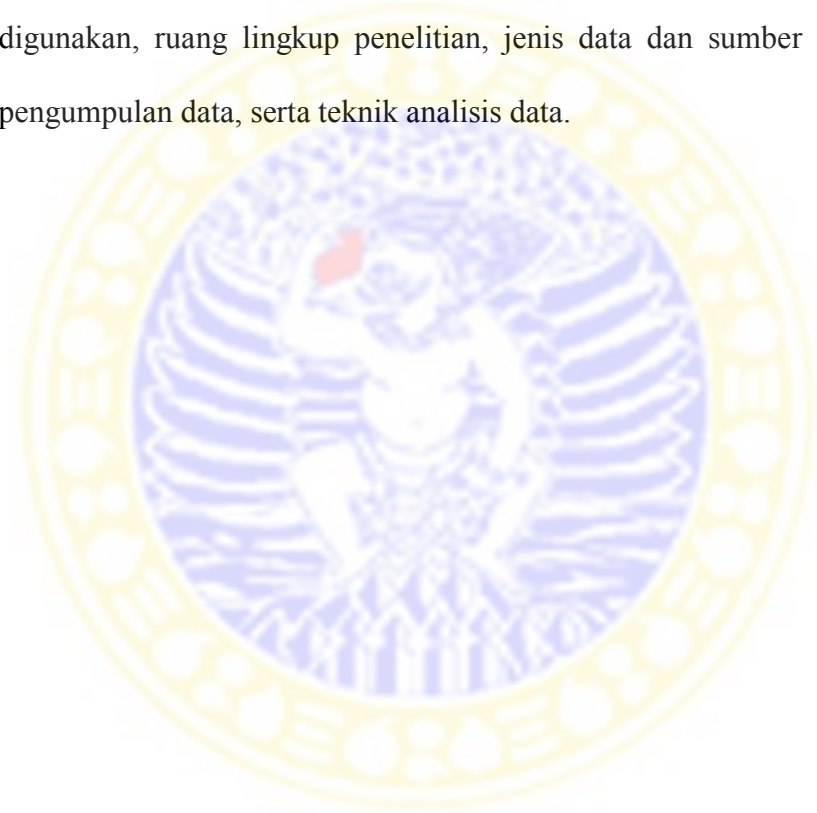 digunakan, ruang lingkup penelitian, jenis data dan sumber
pengumpulan data, serta teknik analisis data.